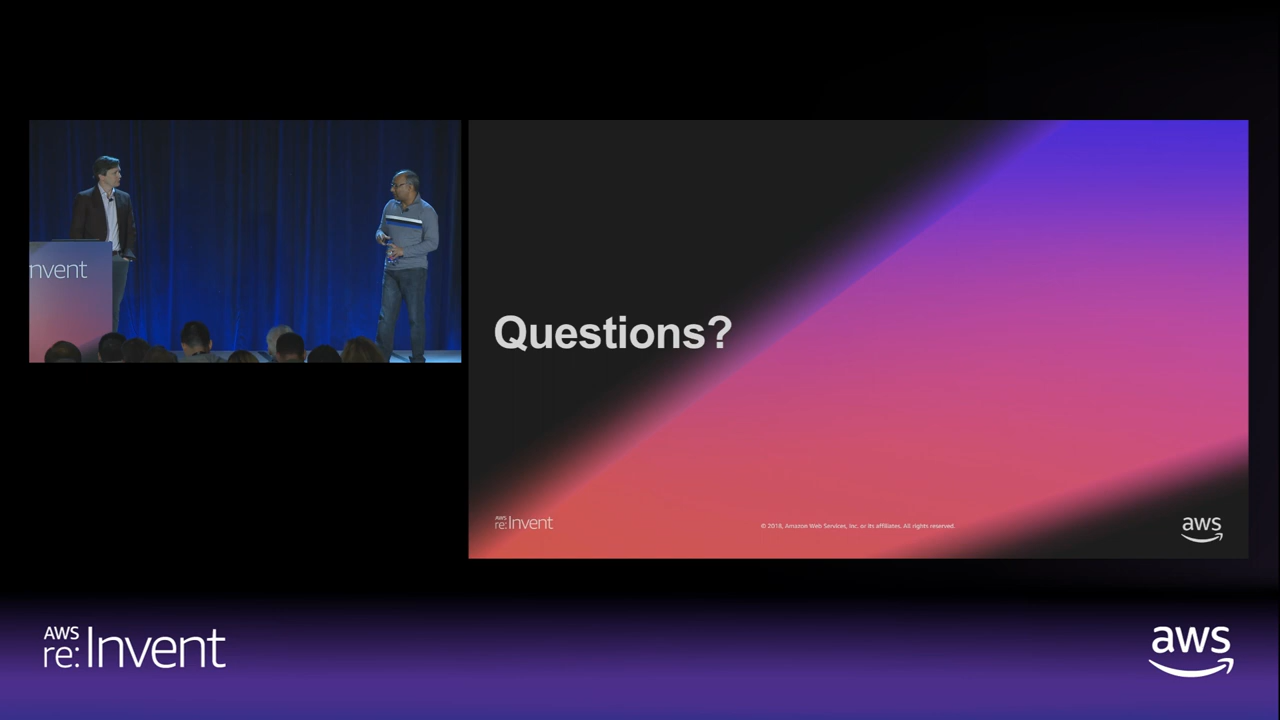 nvent
Questions?
AWS
re:Invent
© 2018, Amazon Web Services, Inc. or its affiliates. All rights reserved.
aws
AWS
re:Invent
aws